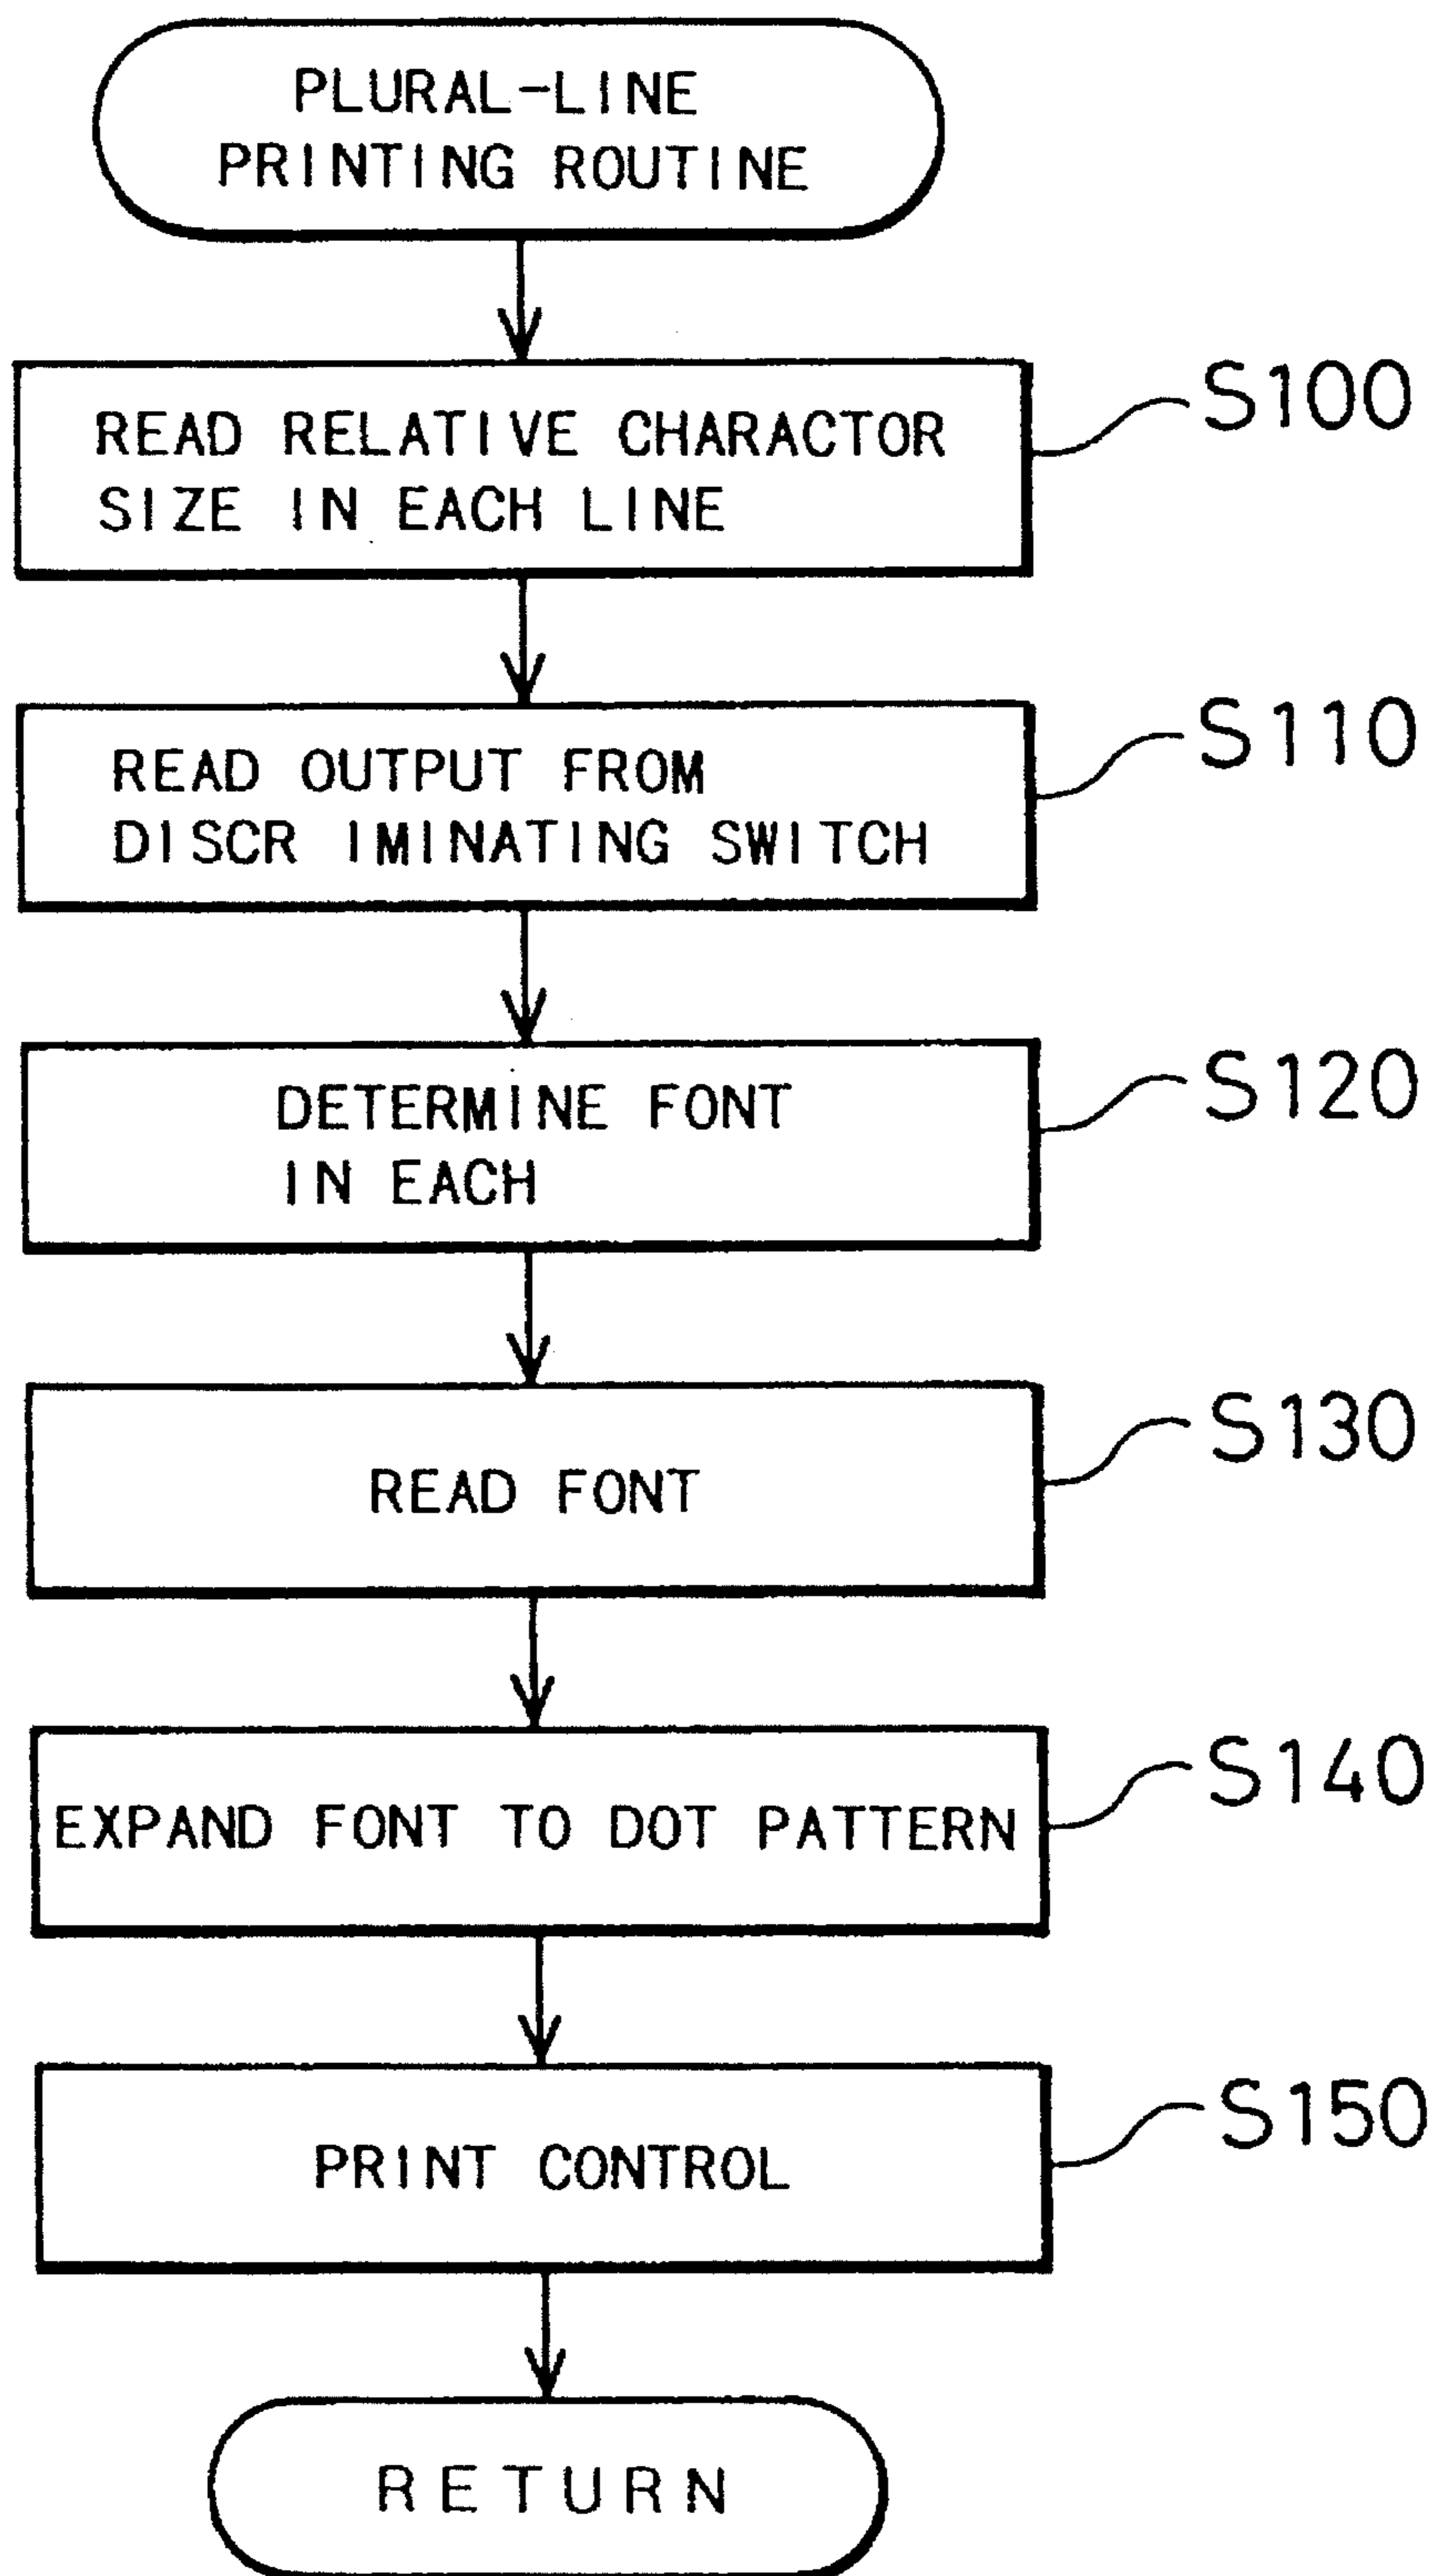 PLURAL-LINE
PRINTING ROUTINE
READ RELATIVE CHARACTOR
SIZE IN EACH LINE
S100
READ OUTPUT FROM
DISCR IMINATING SWITCH
S110
DETERMINE FONT
IN EACH
S120
READ FONT
S130
EXPAND FONT TO DOT PATTERN
S140
PRINT CONTROL
S150
RETURN